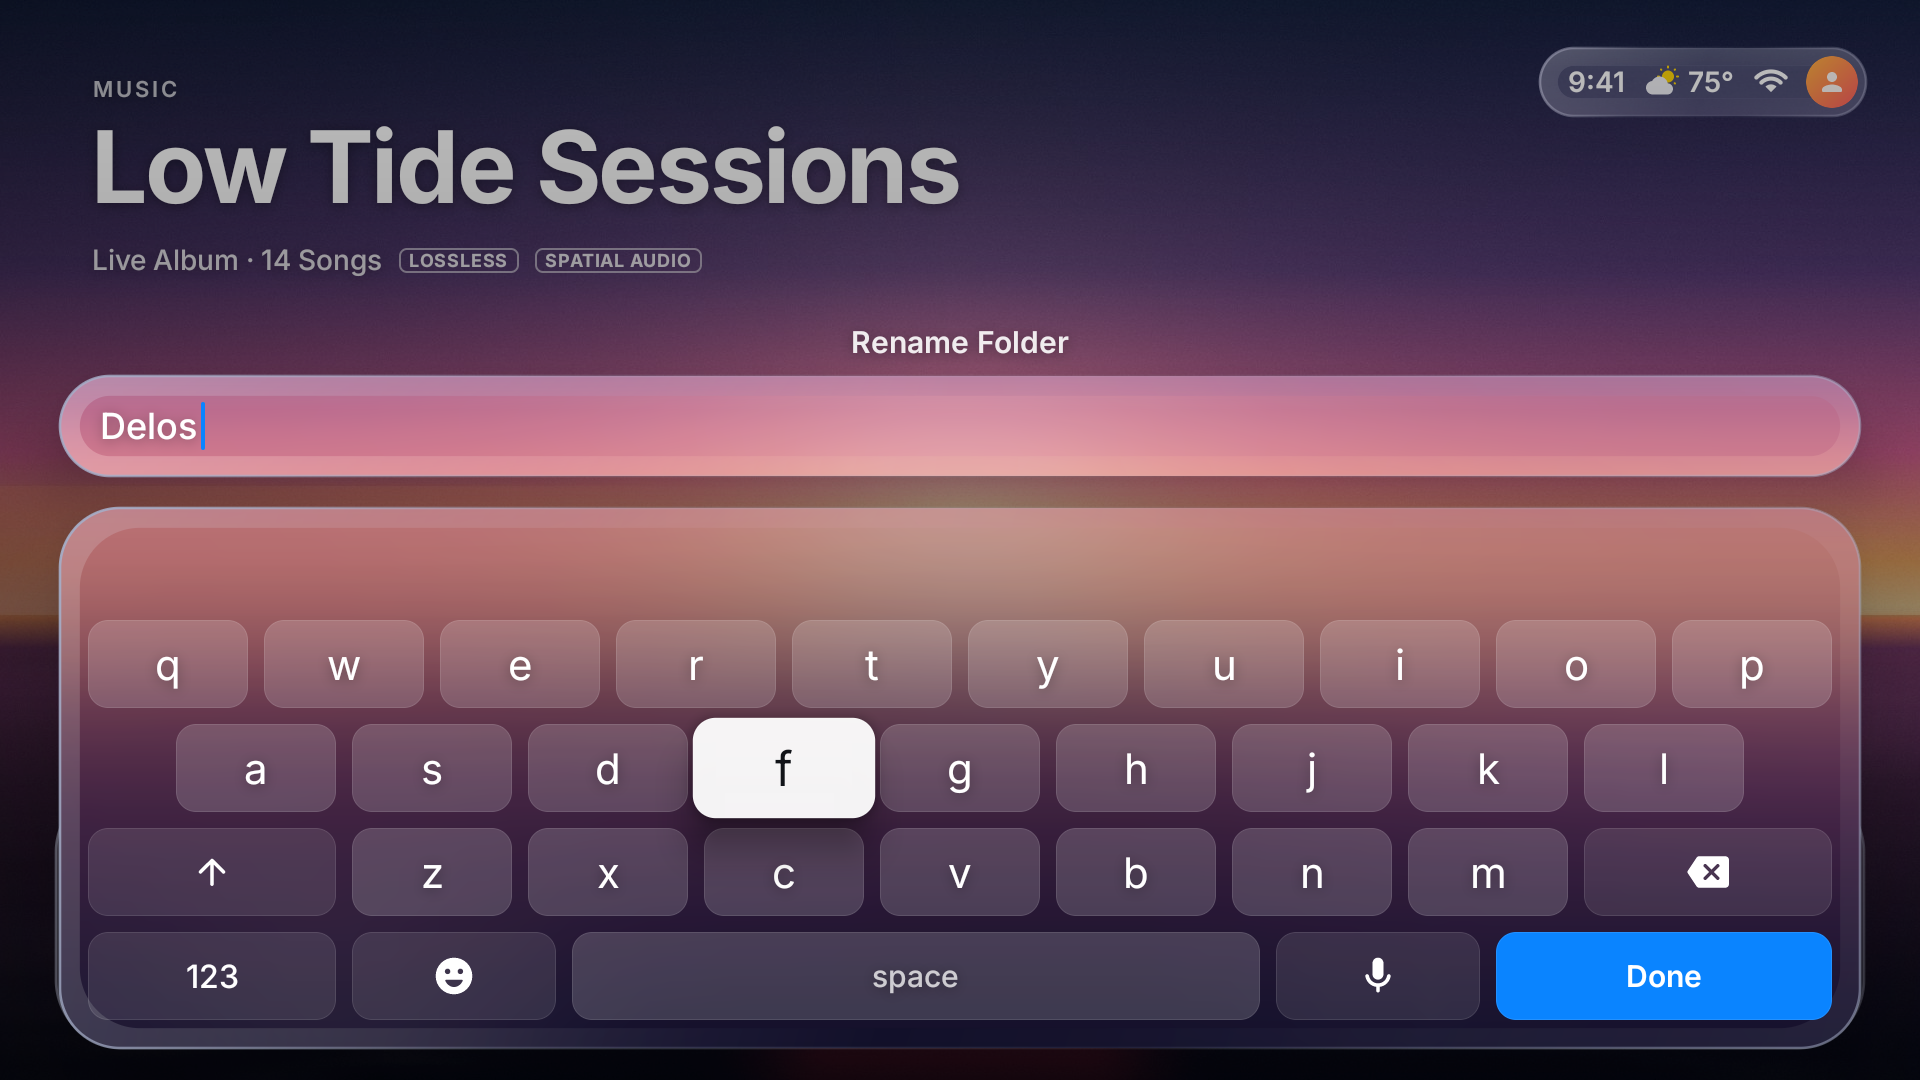 MUSIC
9:41 75°
Low Tide Sessions
Live Album · 14 Songs LOSSLESS SPATIAL AUDIO
Rename Folder
Delos
q w e r t y u i o p
a s d f g h j k l
z x c v b n m
123 space Done